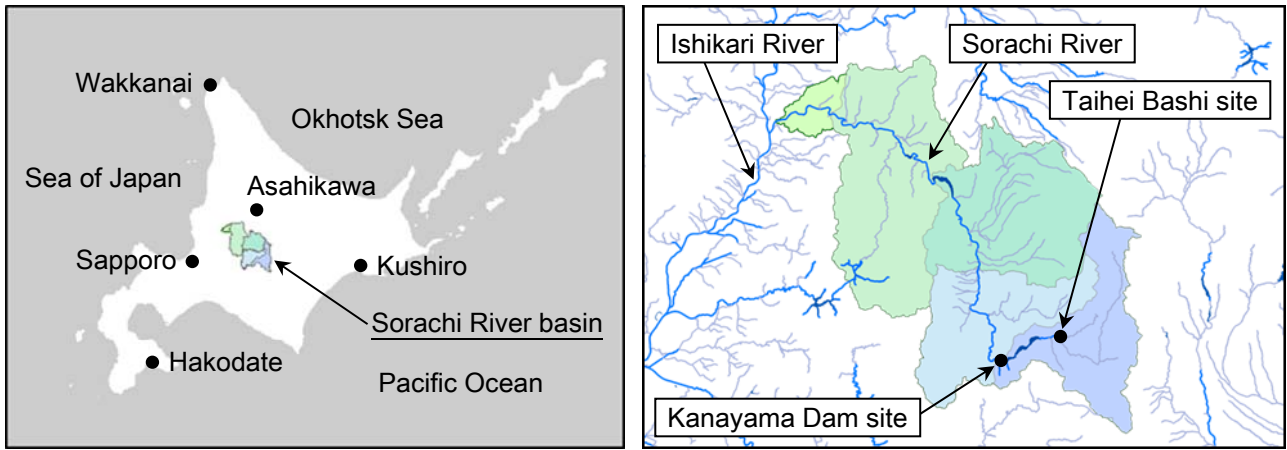 Wakkanai
Okhotsk Sea
Sea of Japan
Asahikawa
Sapporo
Kushiro
Sorachi River basin
Hakodate
Pacific Ocean
Ishikari River
Sorachi River
Taihei Bashi site
Kanayama Dam site